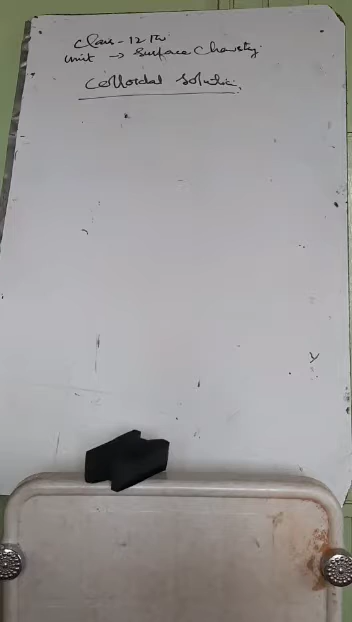 Class - 12th
Unit → Surface Chemistry.
Colloidal Solution.